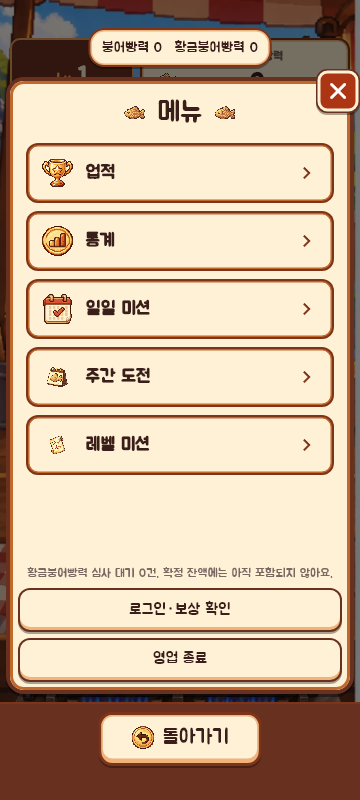 붕어빵력 0 황금붕어빵력 0
메뉴
업적
통계
일일 미션
주간 도전
레벨 미션
황금붕어빵력 심사 대기 0건, 확정 잔액에는 아직 포함되지 않아요.
로그인·보상 확인
영업 종료
돌아가기